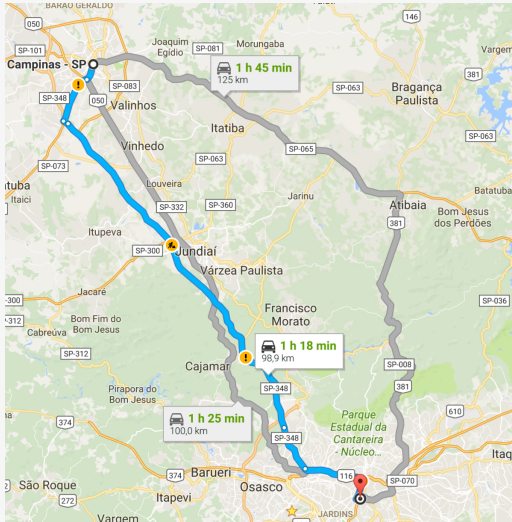 BARÃO GERALDO
050
146
SP-101
Joaquim
Egídio
SP-081
Morungaba
Campinas - SP
1 h 45 min
125 km
381
SP-083
SP-063
Bragança
Paulista
SP-348
050
Valinhos
Itatiba
SP-063
Vinhedo
SP-065
SP-073
SP-063
Louveira
Batatuba
Itaici
SP-332
SP-360
Jarinu
Atibaia
Bom Jesus
dos Perdões
381
Itupeva
SP-300
Jundiaí
Várzea Paulista
Jacaré
-300
SP-036
-312
Bom Fim do
Bom Jesus
Francisco
Morato
Cabreúva
SP-312
1 h 18 min
98,9 km
SP-312
Cajamar
SP-008
Pirapora do
Bom Jesus
SP-348
381
1 h 25 min
100,0 km
374
SP-348
Parque
Estadual da
Cantareira
- Núcleo...
610
374
Barueri
116
SP-070
Itaq
São Roque
Osasco
272
Itapevi
JARDINS
Vargem